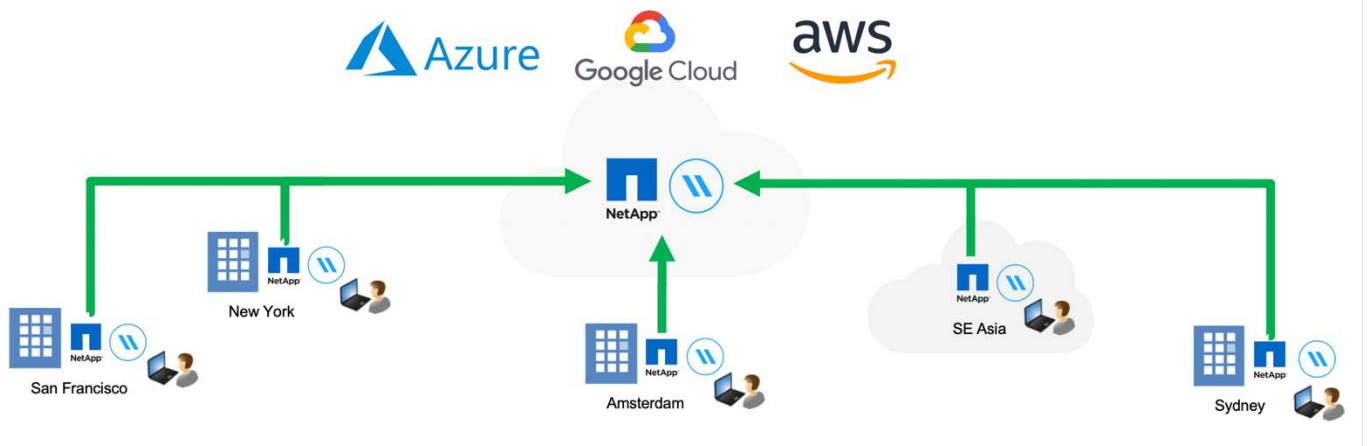 Azure
Google Cloud
aws
NetApp
NetApp
New York
NetApp
SE Asia
NetApp
San Francisco
NetApp
Amsterdam
NetApp
Sydney